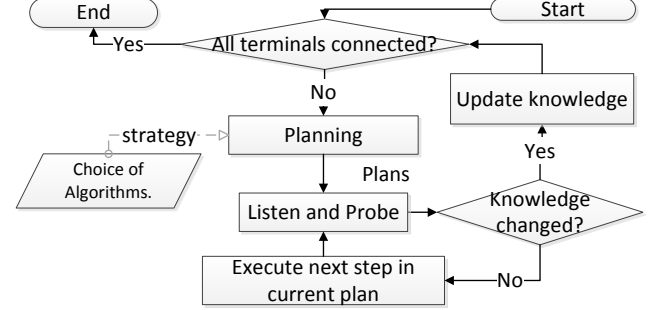 End
Start
Yes
All terminals connected?
No
Update knowledge
strategy
Planning
Choice of
Algorithms.
Plans
Yes
Listen and Probe
Knowledge
changed?
Execute next step in
current plan
No